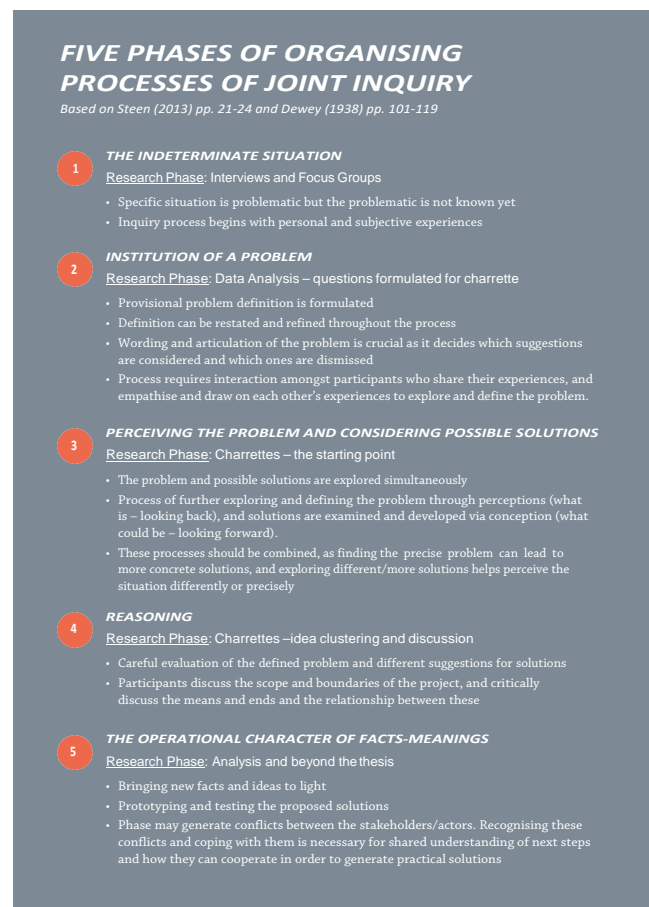 FIVE PHASES OF ORGANISING
PROCESSES OF JOINT INQUIRY
Based on Steen (2013) pp. 21-24 and Dewey (1938) pp. 101-119
1
THE INDETERMINATE SITUATION
Research Phase: Interviews and Focus Groups
• Specific situation is problematic but the problematic is not known yet
• Inquiry process begins with personal and subjective experiences
2
INSTITUTION OF A PROBLEM
Research Phase: Data Analysis – questions formulated for charrette
• Provisional problem definition is formulated
• Definition can be restated and refined throughout the process
• Wording and articulation of the problem is crucial as it decides which suggestions
are considered and which ones are dismissed
• Process requires interaction amongst participants who share their experiences, and
empathise and draw on each other's experiences to explore and define the problem.
3
PERCEIVING THE PROBLEM AND CONSIDERING POSSIBLE SOLUTIONS
Research Phase: Charrettes – the starting point
• The problem and possible solutions are explored simultaneously
• Process of further exploring and defining the problem through perceptions (what
is – looking back), and solutions are examined and developed via conception (what
could be – looking forward).
• These processes should be combined, as finding the precise problem can lead to
more concrete solutions, and exploring different/more solutions helps perceive the
situation differently or precisely
4
REASONING
Research Phase: Charrettes –idea clustering and discussion
• Careful evaluation of the defined problem and different suggestions for solutions
• Participants discuss the scope and boundaries of the project, and critically
discuss the means and ends and the relationship between these
5
THE OPERATIONAL CHARACTER OF FACTS-MEANINGS
Research Phase: Analysis and beyond the thesis
• Bringing new facts and ideas to light
• Prototyping and testing the proposed solutions
• Phase may generate conflicts between the stakeholders/actors. Recognising these
conflicts and coping with them is necessary for shared understanding of next steps
and how they can cooperate in order to generate practical solutions